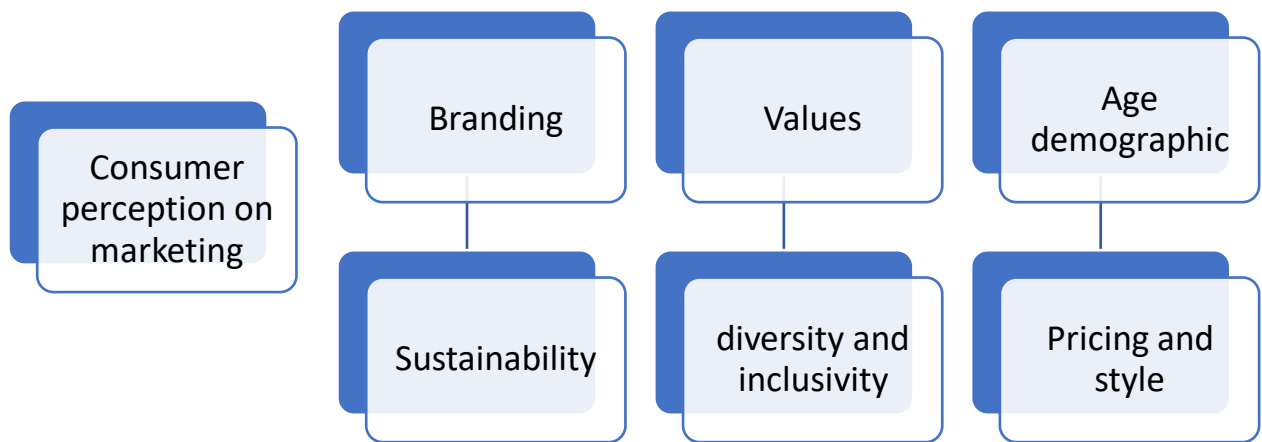 Consumer
perception on
marketing
Branding
Values
Age
demographic
Sustainability
diversity and
inclusivity
Pricing and
style